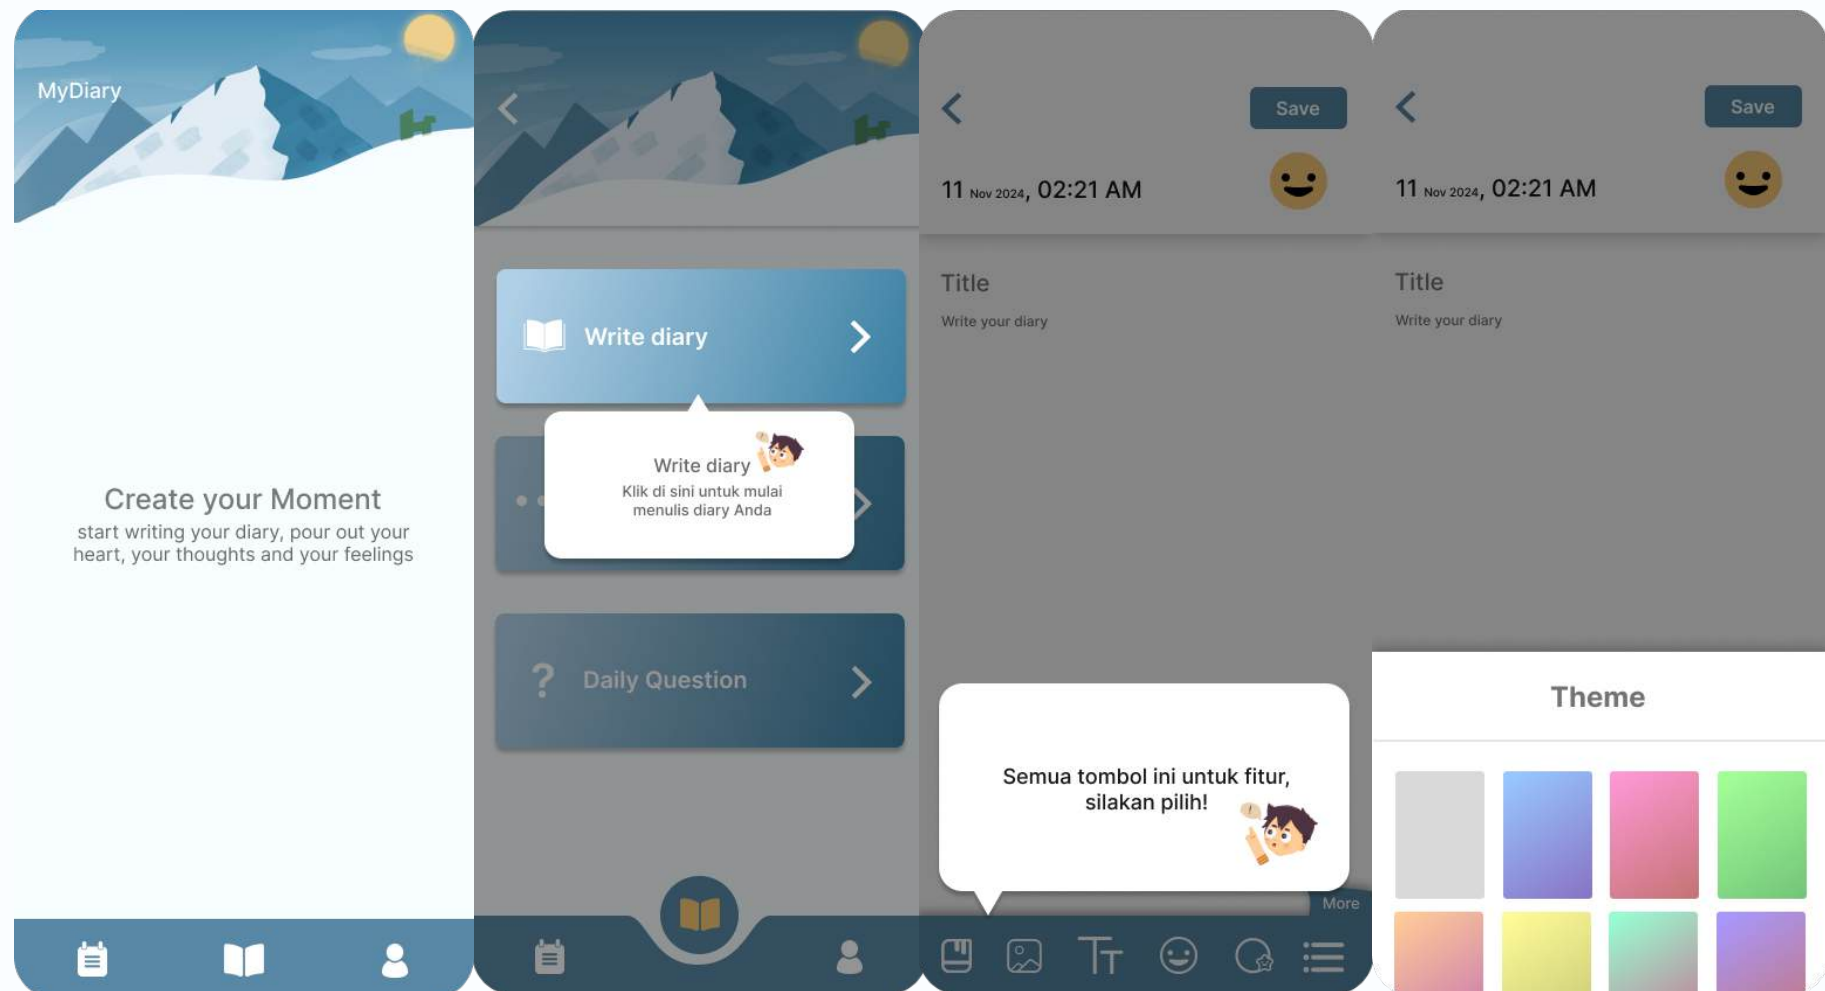 MyDiary
Create your Moment
start writing your diary, pour out your
heart, your thoughts and your feelings
Write diary
Write diary
Klik di sini untuk mulai
menulis diary Anda
Daily Question
Save
11 Nov 2024, 02:21 AM
Title
Write your diary
Semua tombol ini untuk fitur,
silakan pilih!
More
TT
Save
11 Nov 2024, 02:21 AM
Title
Write your diary
Theme